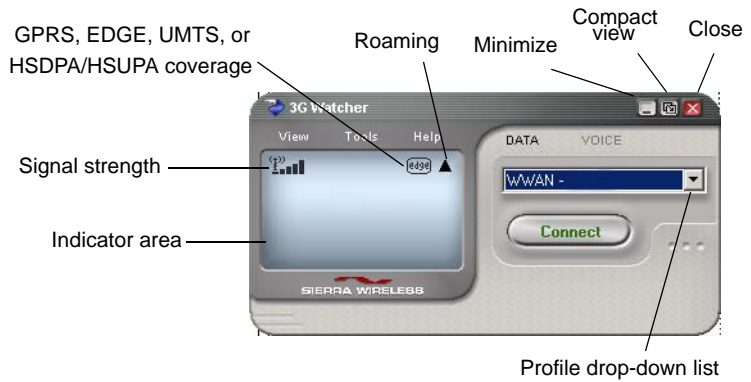 GPRS, EDGE, UMTS, or
HSDPA/HSUPA coverage
Roaming
Minimize
Compact
view
Close
3G Watcher
View Tools Help
DATA VOICE
Signal strength
edge
WWAN -
Indicator area
Connect
SIERRA WIRELESS
Profile drop-down list